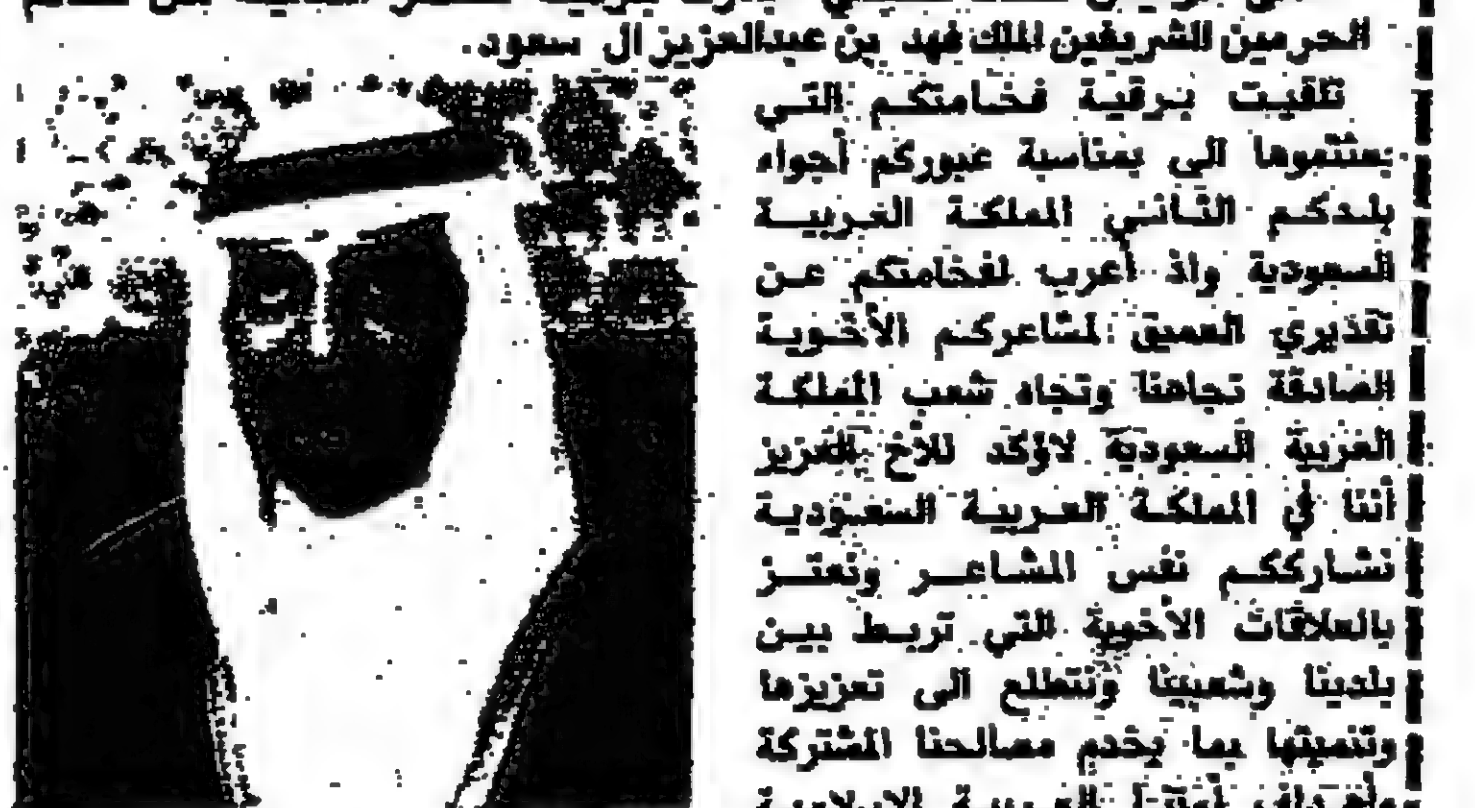 الحرمين الشريفين الملك فهد بن عبدالعزيز آل سعود.
تلقيت برقية فخامتكم التي
بعثتموها الى بمناسبة عبوركم أجواء
بلدكم الثاني المملكة العربية
السعودية واذ أعرب لفخامتكم عن
تقديري العميق لمشاعركم الأخوية
الصادقة تجاهنا وتجاه شعب المملكة
العربية السعودية لاؤكد للأخ العزيز
أننا في المملكة العربية السعودية
نشارككم نفس المشاعر ونعتز
بالعلاقات الأخوية التي تربط بين
بلدينا وشعبينا ونتطلع الى تعزيزها
وتنميتها بما يخدم مصالحنا المشتركة